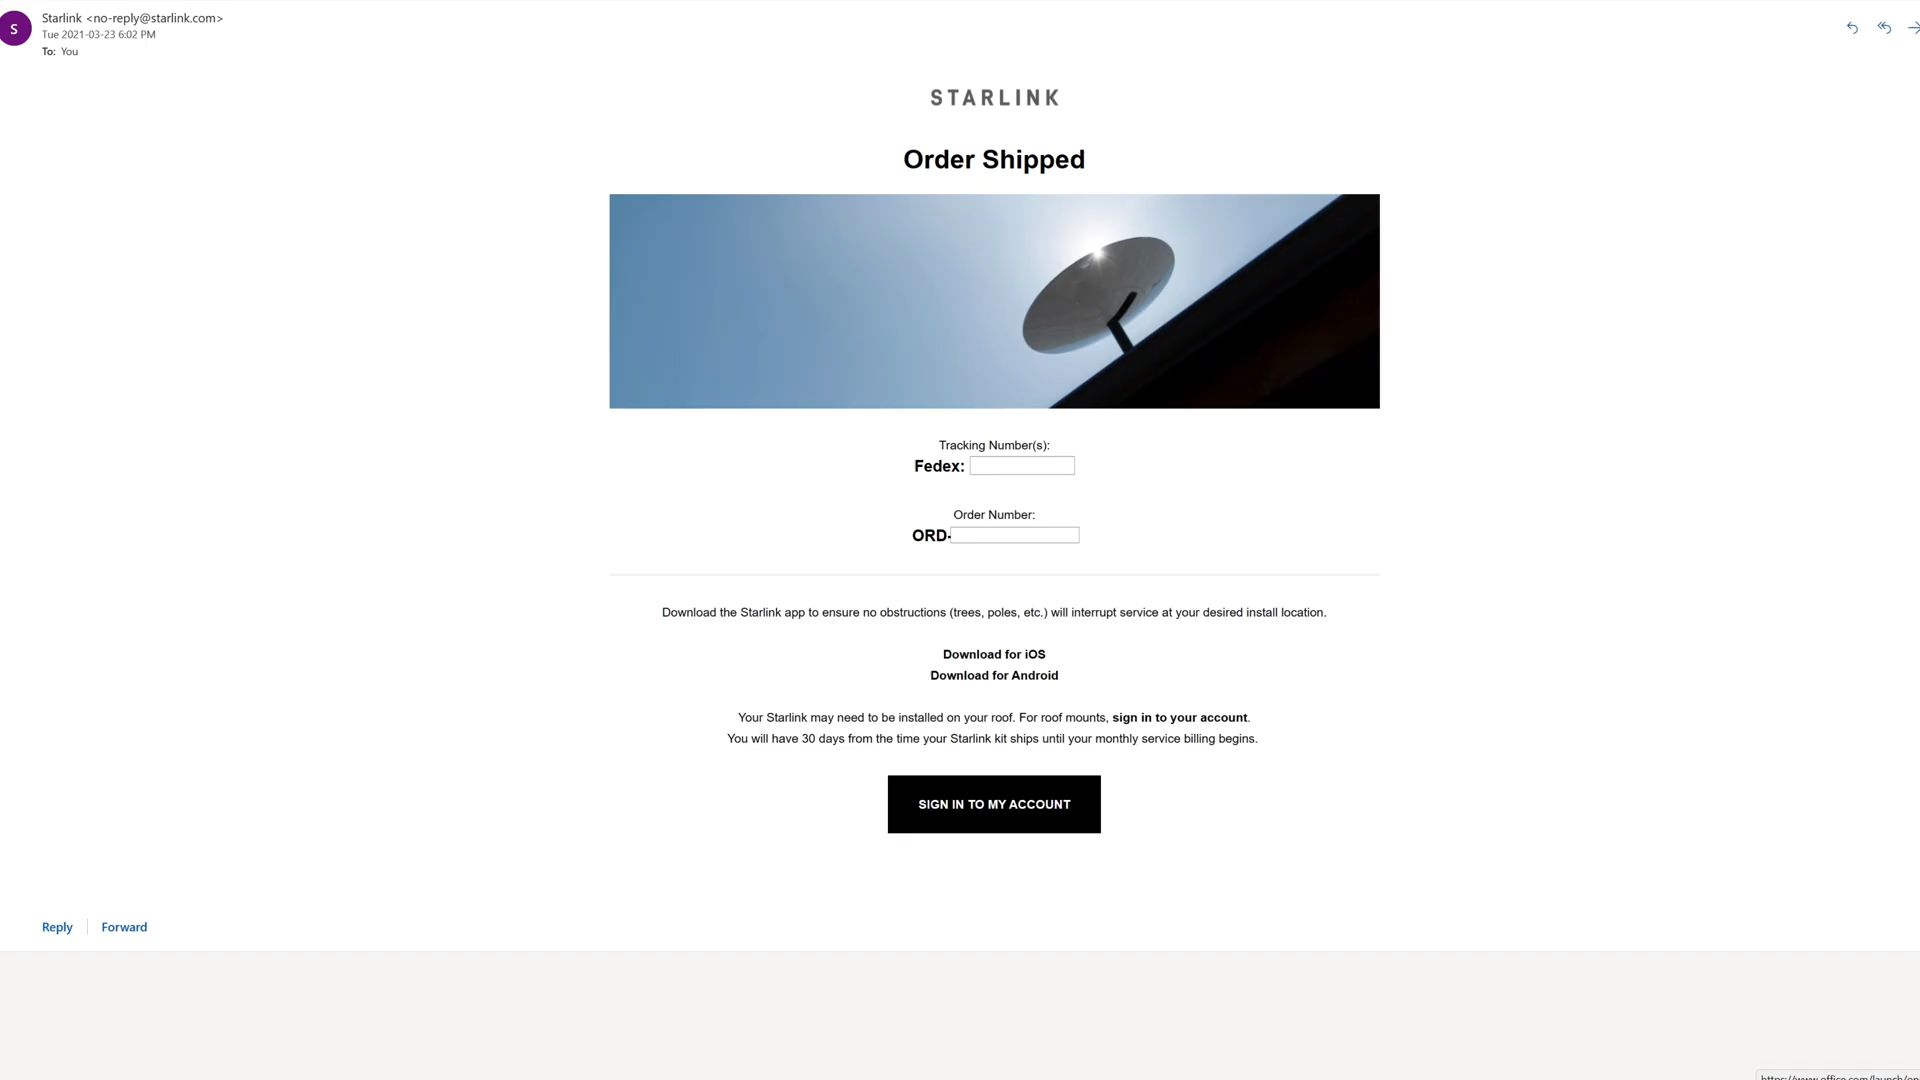 S
Starlink <no-reply@starlink.com>
Tue 2021-03-23 6:02 PM
To: You
STARLINK
Order Shipped
Tracking Number(s):
Fedex:
Order Number:
ORD-
Download the Starlink app to ensure no obstructions (trees, poles, etc.) will interrupt service at your desired install location.
Download for iOS
Download for Android
Your Starlink may need to be installed on your roof. For roof mounts, sign in to your account.
You will have 30 days from the time your Starlink kit ships until your monthly service billing begins.
SIGN IN TO MY ACCOUNT
Reply
Forward